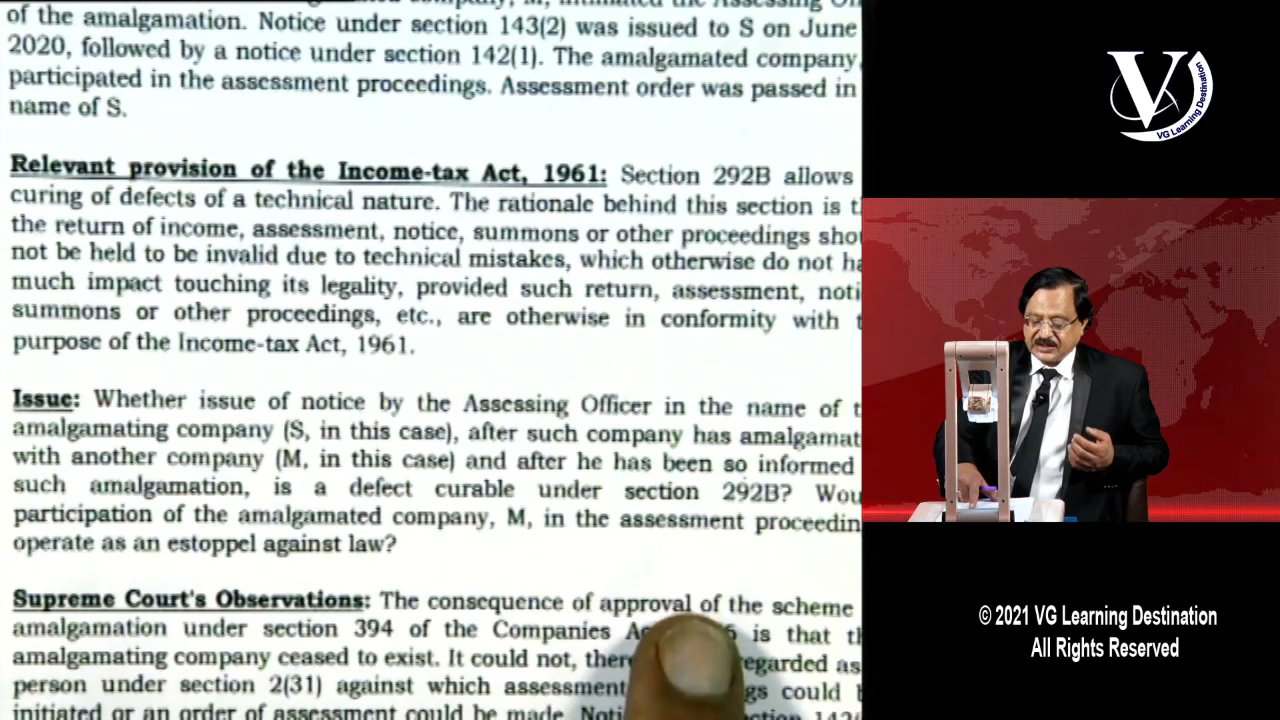 of the amalgamation. Notice under section 143(2) was issued to S on June
2020, followed by a notice under section 142(1). The amalgamated company,
participated in the assessment proceedings. Assessment order was passed in
name of S.
Relevant provision of the Income-tax Act, 1961: Section 292B allows
curing of defects of a technical nature. The rationale behind this section is
the return of income, assessment, notice, summons or other proceedings
not be held to be invalid due to technical mistakes, which otherwise do not
much impact touching its legality, provided such return, assessment,
summons or other proceedings, etc., are otherwise in conformity with
purpose of the Income-tax Act, 1961.
Issue: Whether issue of notice by the Assessing Officer in the name of
amalgamating company (S, in this case), after such company has
with another company (M, in this case) and after he has been so informed
such amalgamation, is a defect curable under section 292B?
participation of the amalgamated company, M, in the assessment
operate as an estoppel against law?
Supreme Court's Observations: The consequence of approval of the scheme
amalgamation under section 394 of the Companies is that
amalgamating company ceased to exist. It could not, as
person under section 2(31) against which assessment could
initiated or an order of assessment could be made.
V
VG Learning Destination
© 2021 VG Learning Destination
All Rights Reserved